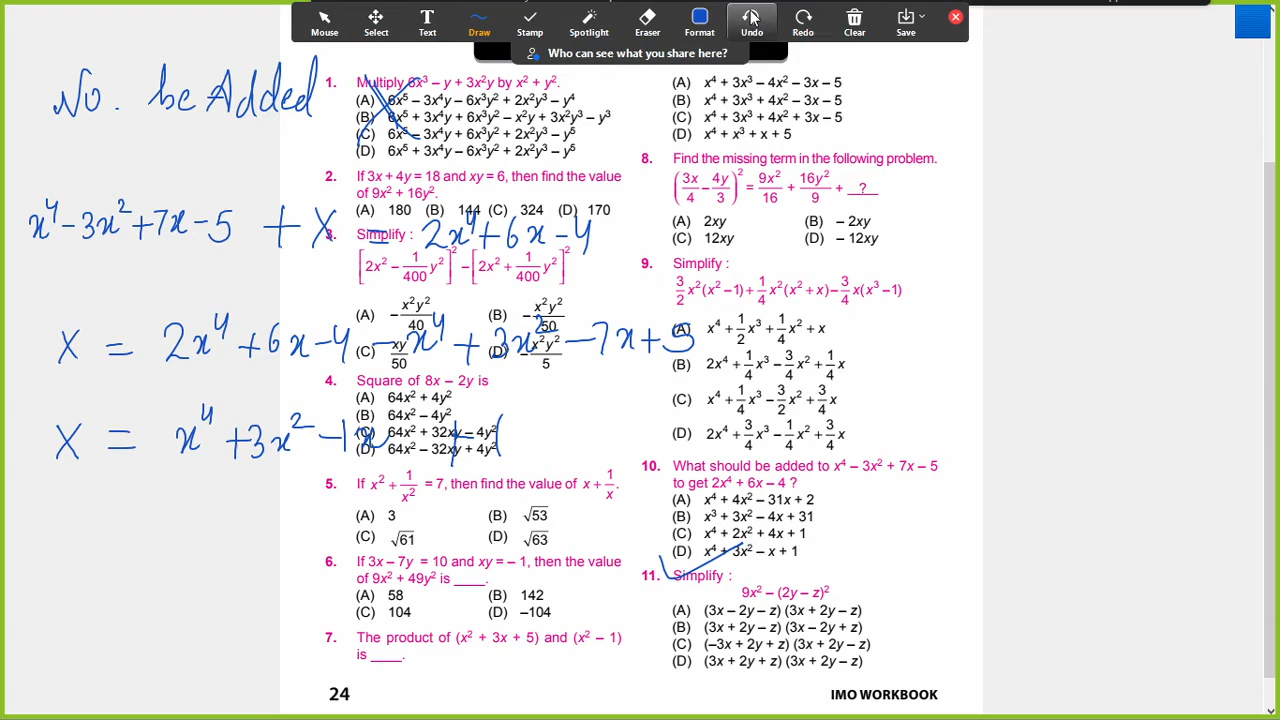 Mouse Select Text Draw Stamp Spotlight Eraser Format Undo Redo Clear Save
Who can see what you share here?
No. be Added
x⁴ - 3x² + 7x - 5 + X = 2x⁴ + 6x - 4
X = 2x⁴ + 6x - 4 - x⁴ + 3x² - 7x + 5
X = x⁴ + 3x² - 1x + (
1. Multiply 6x³ – y + 3x²y by x² + y².
(A) 6x⁵ – 3x⁴y – 6x³y² + 2x²y³ – y⁴
(B) 6x⁵ + 3x⁴y + 6x³y² – x²y + 3x²y³ – y³
(C) 6x⁵ – 3x⁴y + 6x³y² + 2x²y³ – y⁵
(D) 6x⁵ + 3x⁴y – 6x³y² + 2x²y³ – y⁵
2. If 3x + 4y = 18 and xy = 6, then find the value
of 9x² + 16y².
(A) 180 (B) 144 (C) 324 (D) 170
3. Simplify :
[2x² – 1/400 y²]² – [2x² + 1/400 y²]²
(A) – x²y²/40 (B) – x²y²/50
(C) xy/50 (D) – x²y²/5
4. Square of 8x – 2y is
(A) 64x² + 4y²
(B) 64x² – 4y²
(C) 64x² + 32xy – 4y²
(D) 64x² – 32xy + 4y²
5. If x² + 1/x² = 7, then find the value of x + 1/x.
(A) 3 (B) √53
(C) √61 (D) √63
6. If 3x – 7y = 10 and xy = – 1, then the value
of 9x² + 49y² is ____.
(A) 58 (B) 142
(C) 104 (D) –104
7. The product of (x² + 3x + 5) and (x² – 1)
is ____.
(A) x⁴ + 3x³ – 4x² – 3x – 5
(B) x⁴ + 3x³ + 4x² – 3x – 5
(C) x⁴ + 3x³ + 4x² + 3x – 5
(D) x⁴ + x³ + x + 5
8. Find the missing term in the following problem.
(3x/4 – 4y/3)² = 9x²/16 + 16y²/9 + __?__
(A) 2xy (B) – 2xy
(C) 12xy (D) – 12xy
9. Simplify :
3/2 x²(x² – 1) + 1/4 x²(x² + x) – 3/4 x(x³ – 1)
(A) x⁴ + 1/2 x³ + 1/4 x² + x
(B) 2x⁴ + 1/4 x³ – 3/4 x² + 1/4 x
(C) x⁴ + 1/4 x³ – 3/2 x² + 3/4 x
(D) 2x⁴ + 3/4 x³ – 1/4 x² + 3/4 x
10. What should be added to x⁴ – 3x² + 7x – 5
to get 2x⁴ + 6x – 4 ?
(A) x⁴ + 4x² – 31x + 2
(B) x³ + 3x² – 4x + 31
(C) x⁴ + 2x² + 4x + 1
(D) x⁴ + 3x² – x + 1
11. Simplify :
9x² – (2y – z)²
(A) (3x – 2y – z) (3x + 2y – z)
(B) (3x + 2y – z) (3x – 2y + z)
(C) (–3x + 2y + z) (3x + 2y – z)
(D) (3x + 2y + z) (3x + 2y – z)
24 IMO WORKBOOK